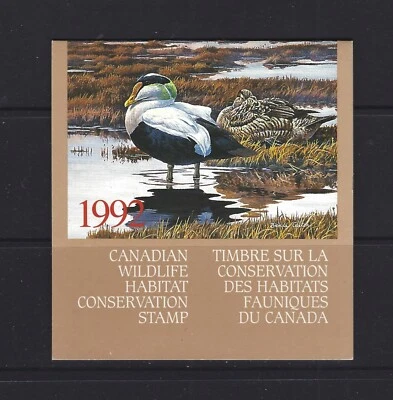 1992
CANADIAN
WILDLIFE
HABITAT
CONSERVATION
STAMP
TIMBRE SUR LA
CONSERVATION
DES HABITATS
FAUNIQUES
DU CANADA